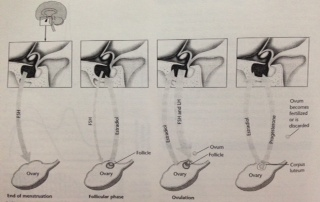 FSH
FSH
Estradiol
Estradiol
FSH and LH
Estradiol
Progesterone
Ovum
becomes
fertilized
or is
discarded
Follicle
Ovum
Follicle
Corpus
luteum
Ovary
Ovary
Ovary
Ovary
End of menstruation
Follicular phase
Ovulation